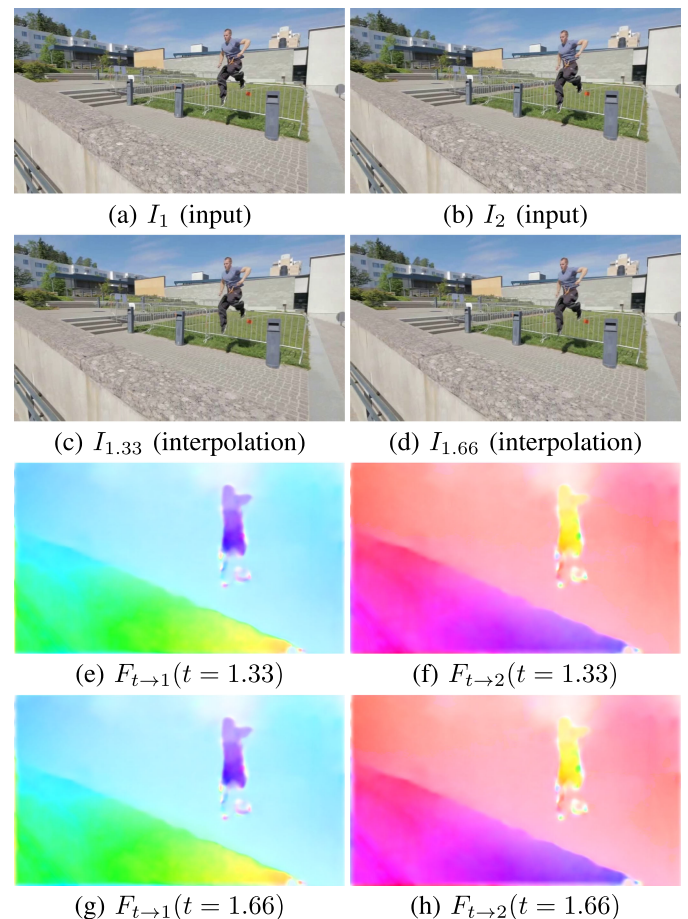 (a) I₁ (input)
(b) I₂ (input)
(c) I₁.₃₃ (interpolation)
(d) I₁.₆₆ (interpolation)
(e) Fₜ→₁(t = 1.33)
(f) Fₜ→₂(t = 1.33)
(g) Fₜ→₁(t = 1.66)
(h) Fₜ→₂(t = 1.66)